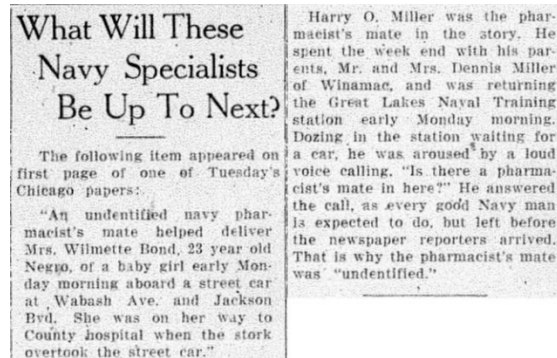 What Will These
Navy Specialists
Be Up To Next?
The following item appeared on
first page of one of Tuesday's
Chicago papers:
"An undentified navy phar-
macist's mate helped deliver
Mrs. Wilmette Bond, 23 year old
Negro, of a baby girl early Mon-
day morning aboard a street car
at Wabash Ave. and Jackson
Bvd. She was on her way to
County hospital when the stork
overtook the street car."
Harry O. Miller was the phar-
macist's mate in the story. He
spent the week end with his par-
ents, Mr. and Mrs. Dennis Miller
of Winamac, and was returning
the Great Lakes Naval Training
station early Monday morning.
Dozing in the station waiting for
a car, he was aroused by a loud
voice calling. "Is there a pharma-
cist's mate in here?" He answered
the call, as every good Navy man
is expected to do, but left before
the newspaper reporters arrived.
That is why the pharmacist's mate
was "undentified."